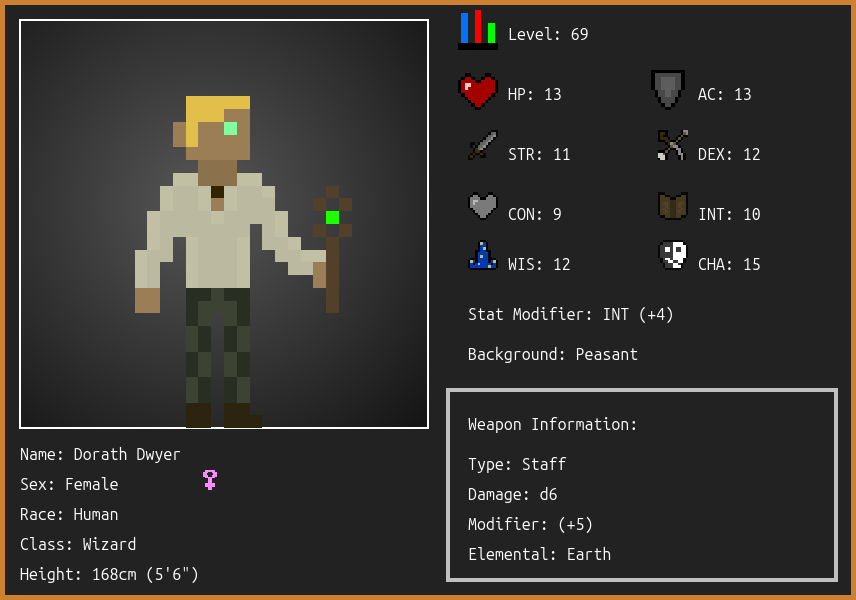 Level: 69
HP: 13
AC: 13
STR: 11
DEX: 12
CON: 9
INT: 10
WIS: 12
CHA: 15
Stat Modifier: INT (+4)
Background: Peasant
Weapon Information:
Type: Staff
Damage: d6
Modifier: (+5)
Elemental: Earth
Name: Dorath Dwyer
Sex: Female
Race: Human
Class: Wizard
Height: 168cm (5'6")